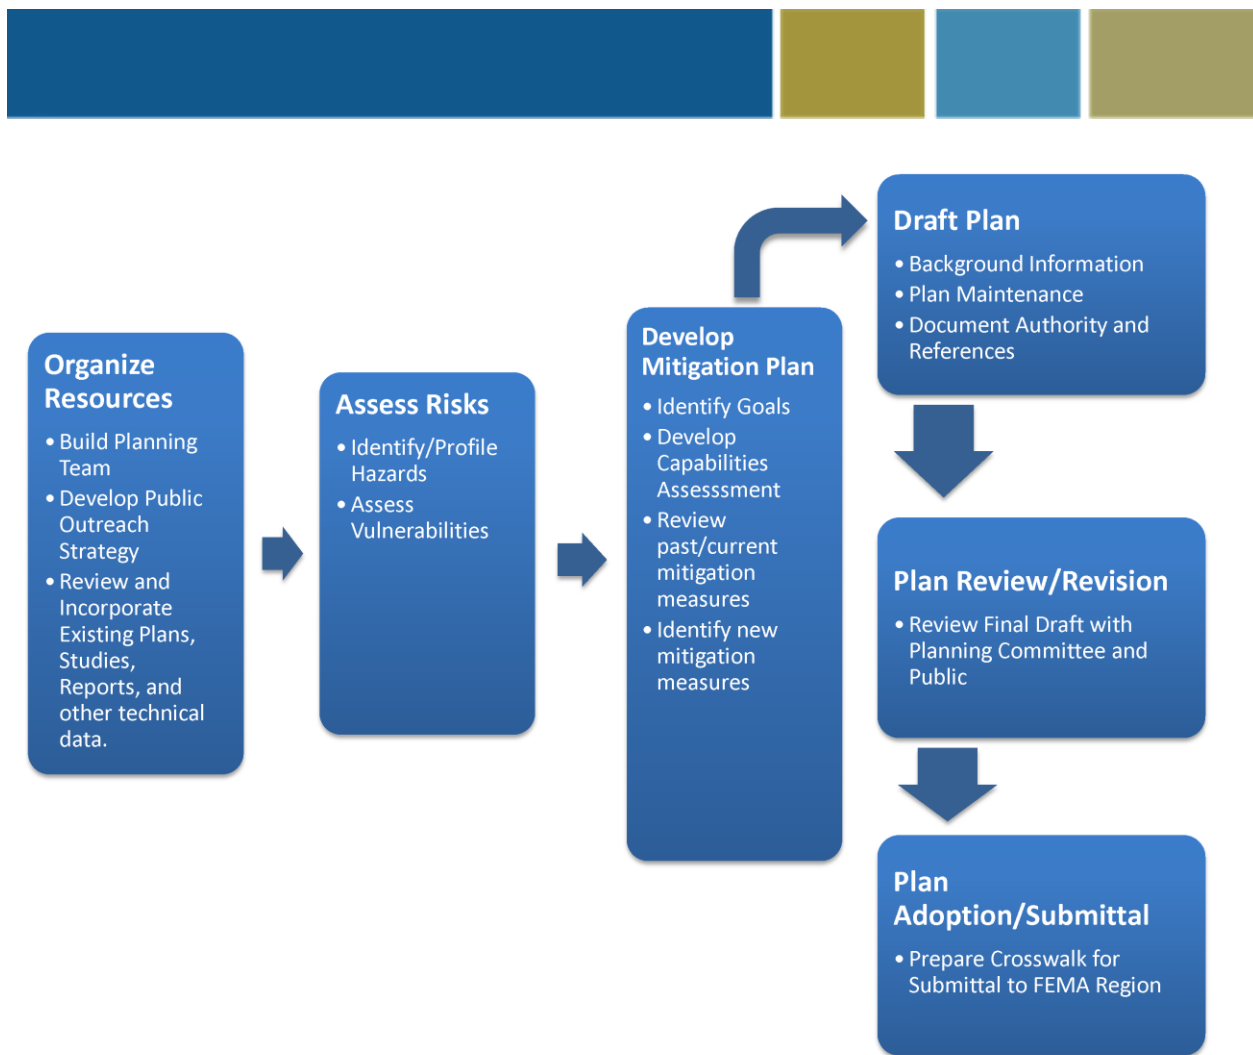 Organize
Resources
• Build Planning
Team
• Develop Public
Outreach
Strategy
• Review and
Incorporate
Existing Plans,
Studies,
Reports, and
other technical
data.
Assess Risks
• Identify/Profile
Hazards
• Assess
Vulnerabilities
Develop
Mitigation Plan
• Identify Goals
• Develop
Capabilities
Assesssment
• Review
past/current
mitigation
measures
• Identify new
mitigation
measures
Draft Plan
• Background Information
• Plan Maintenance
• Document Authority and
References
Plan Review/Revision
• Review Final Draft with
Planning Committee and
Public
Plan
Adoption/Submittal
• Prepare Crosswalk for
Submittal to FEMA Region